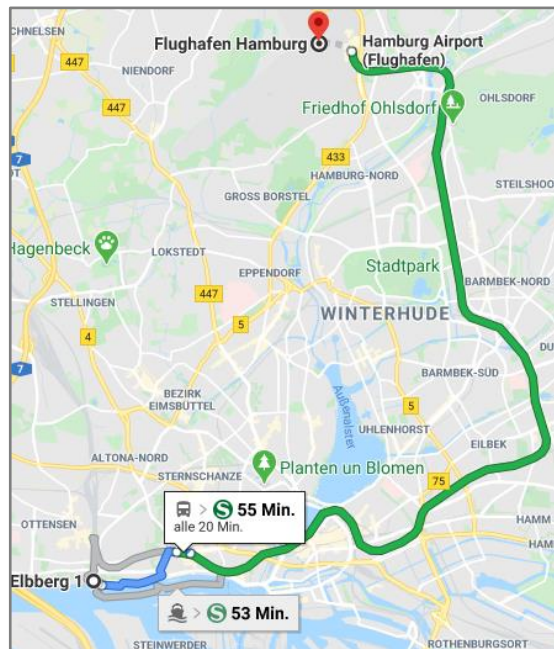 CHNELSEN
Flughafen Hamburg
Hamburg Airport
(Flughafen)
447
NIENDORF
447
Friedhof Ohlsdorf
OHLSDORF
7
433
HAMBURG-NORD
STEILSHOO
GROSS BORSTEL
Hagenbeck
LOKSTEDT
Stadtpark
EPPENDORF
BARMBEK-NORD
STELLINGEN
447
5
WINTERHUDE
4
DU
7
BARMBEK-SÜD
BEZIRK
EIMSBÜTTEL
Außenalster
5
UHLENHORST
EILBEK
ALTONA-NORD
Planten un Blomen
75
STERNSCHANZE
HAMM
OTTENSEN
> S 55 Min.
alle 20 Min.
HAM
Elbberg 1
> S 53 Min.
STEINWERDER
ROTHENBURGSORT